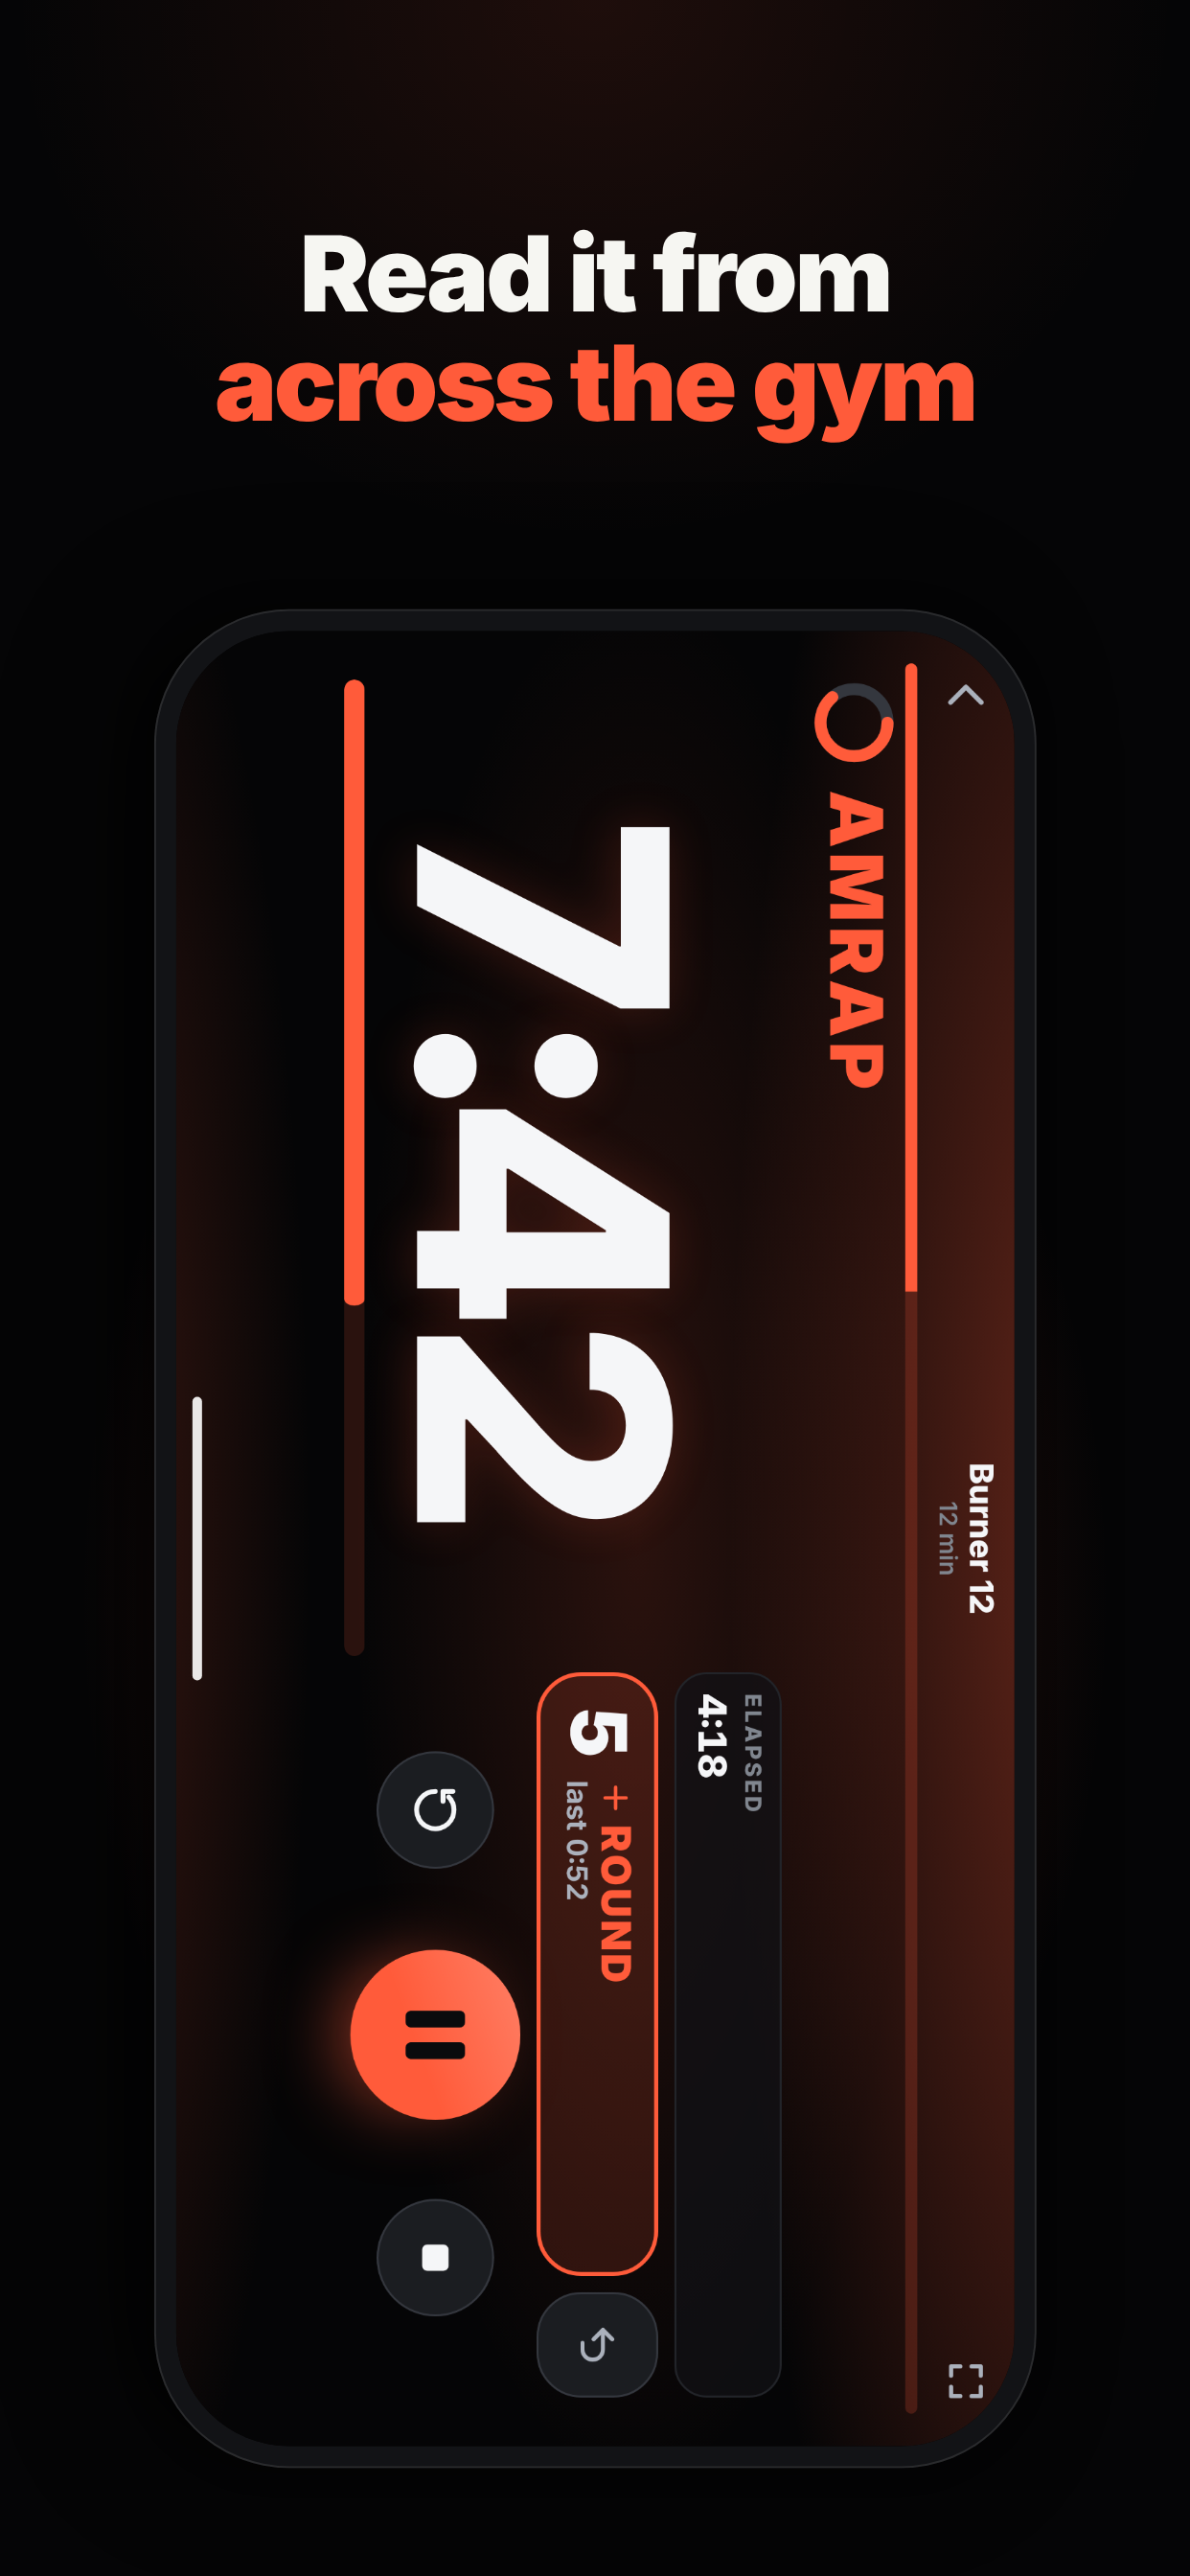 Read it from
across the gym
Burner 12
12 min
AMRAP
7:42
ELAPSED
4:18
5 + ROUND
last 0:52